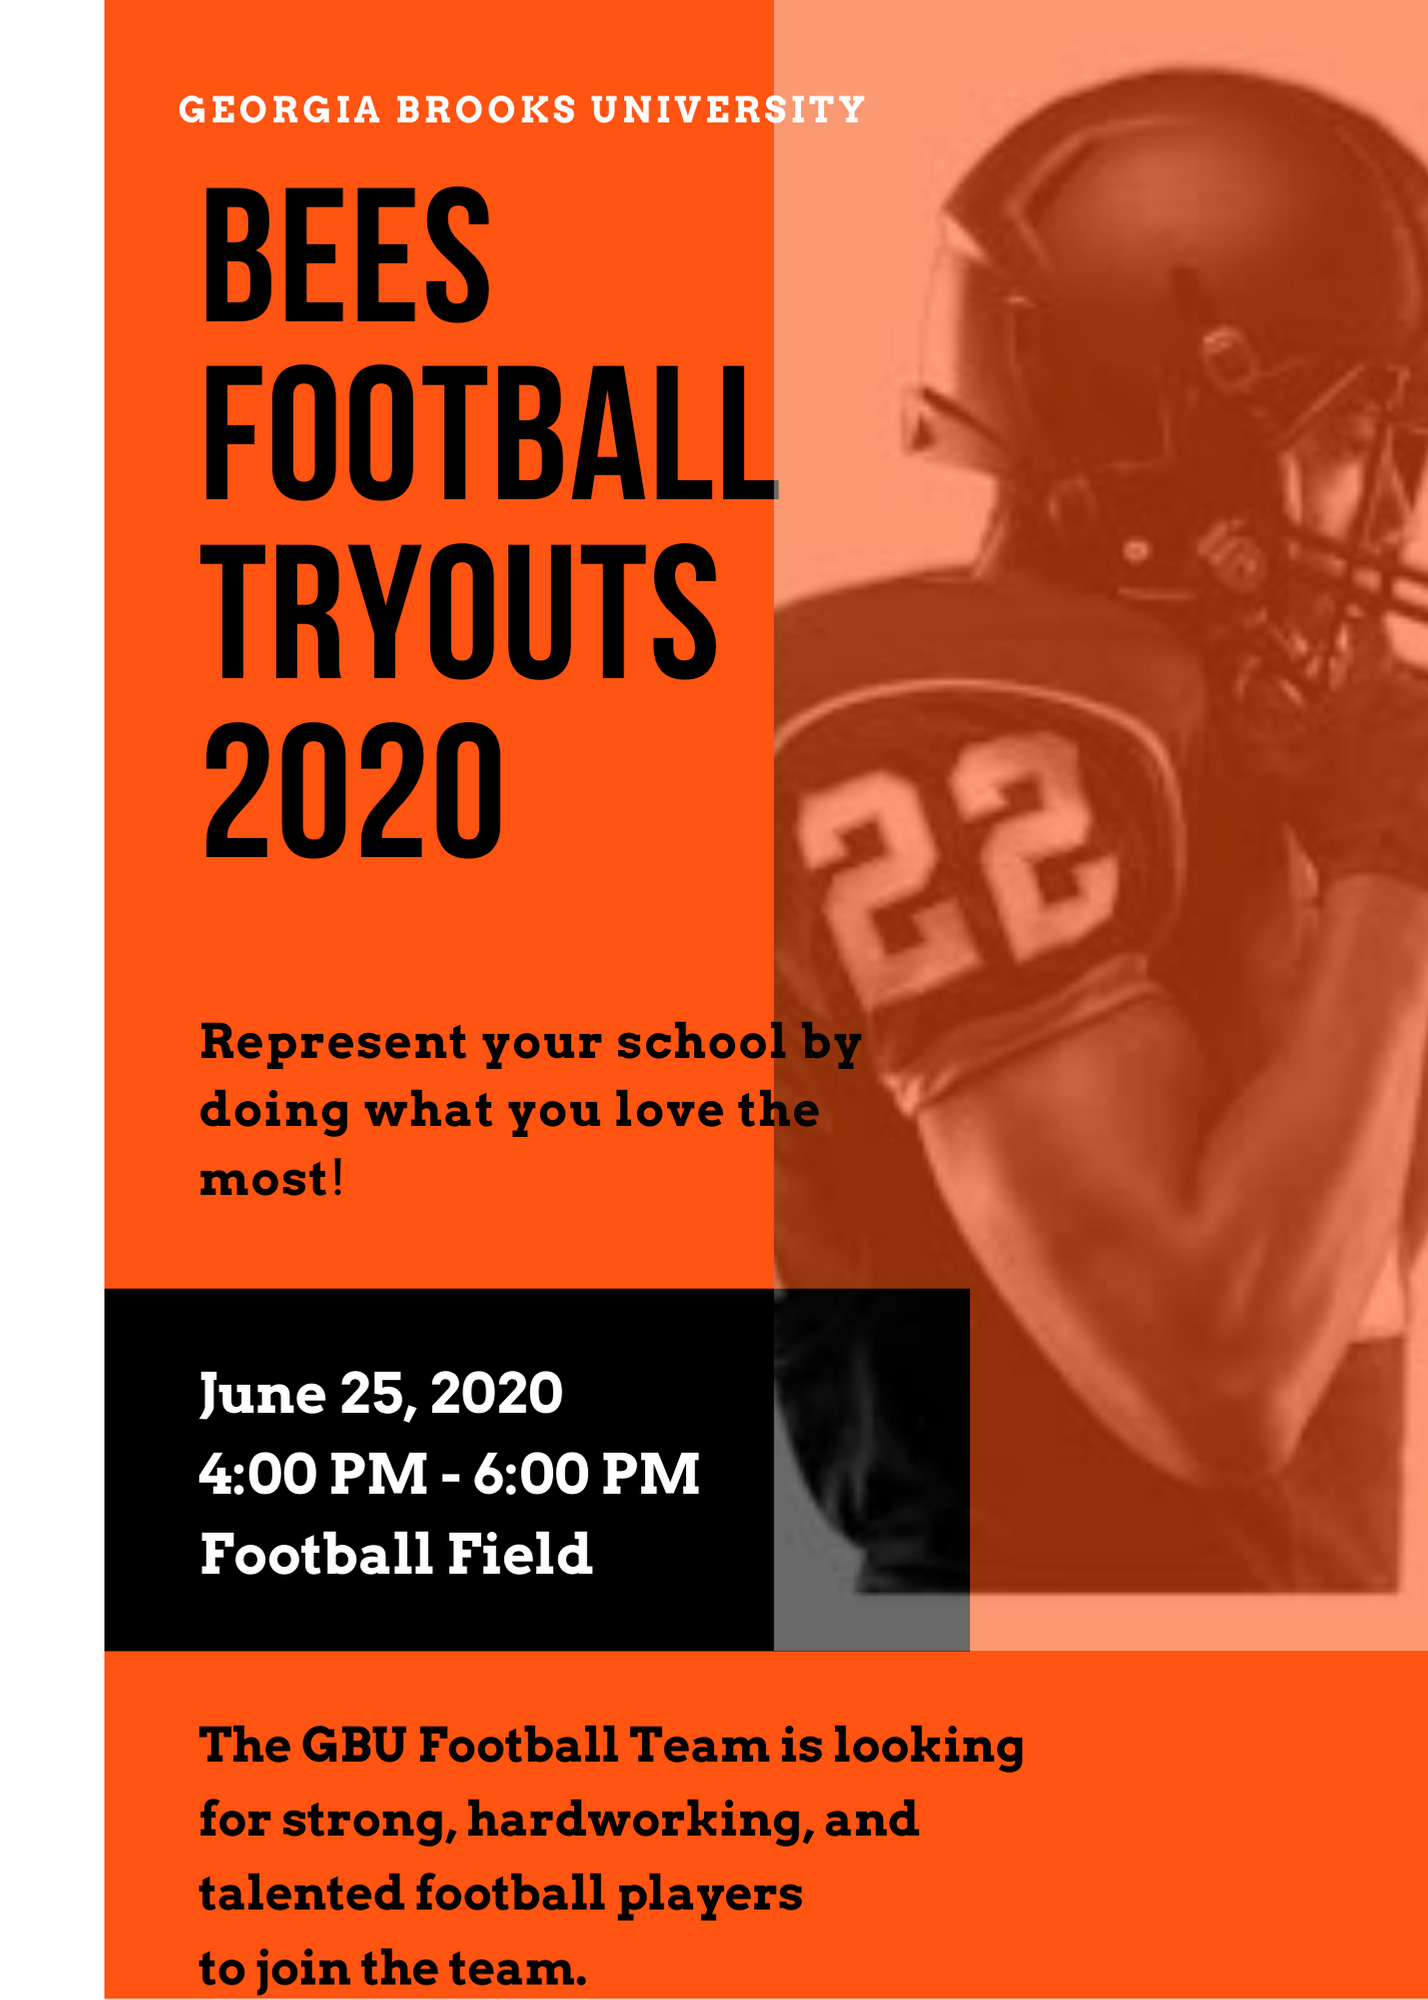 GEORGIA BROOKS UNIVERSITY
BEES
FOOTBALL
TRYOUTS
2020
22
Represent your school by
doing what you love the
most!
June 25, 2020
4:00 PM - 6:00 PM
Football Field
The GBU Football Team is looking
for strong, hardworking, and
talented football players
to join the team.